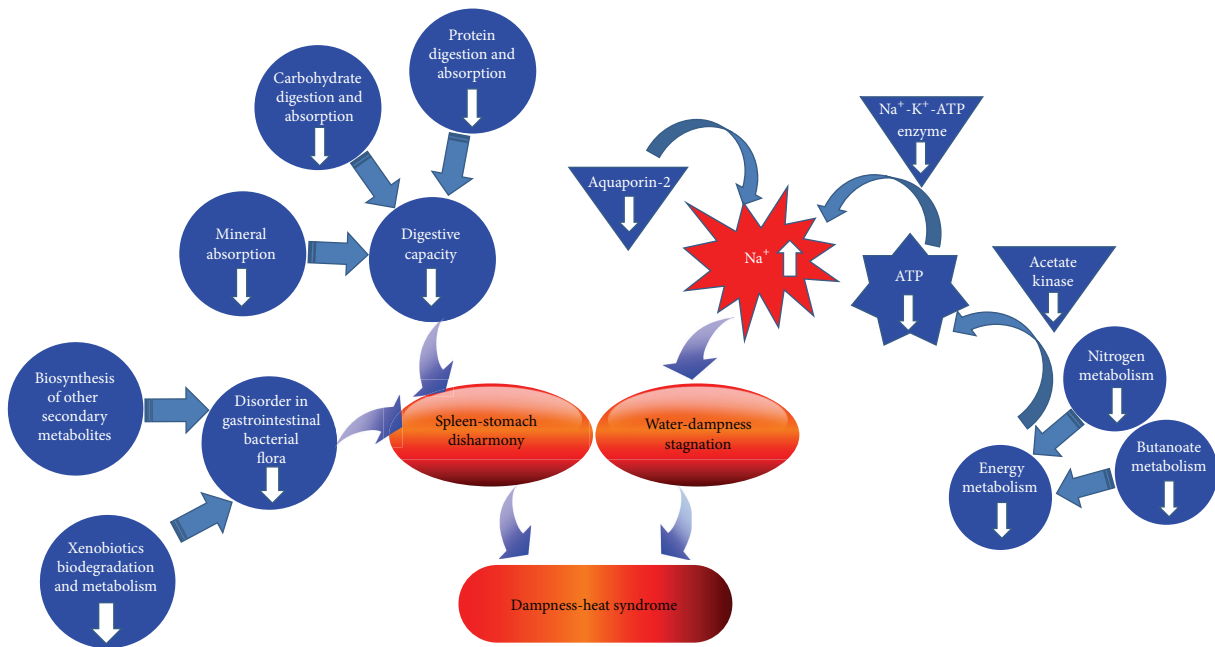 Protein
digestion and
absorption
Carbohydrate
digestion and
absorption
Mineral
absorption
Digestive
capacity
Biosynthesis
of other
secondary
metabolites
Disorder in
gastrointestinal
bacterial
flora
Xenobiotics
biodegradation
and metabolism
Spleen-stomach
disharmony
Water-dampness
stagnation
Dampness-heat syndrome
Aquaporin-2
Na⁺
Na⁺-K⁺-ATP
enzyme
ATP
Acetate
kinase
Nitrogen
metabolism
Butanoate
metabolism
Energy
metabolism